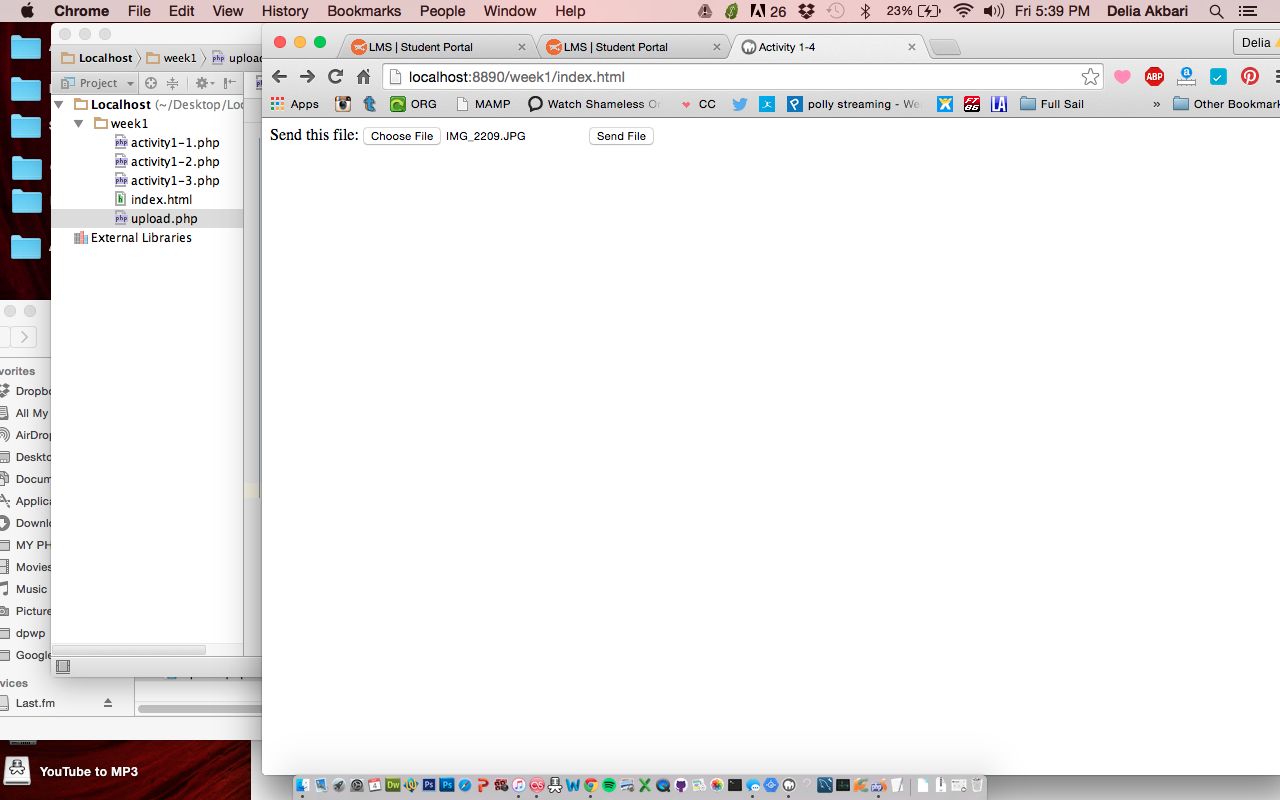 Chrome File Edit View History Bookmarks People Window Help 26 23% Fri 5:39 PM Delia Akbari
LMS | Student Portal LMS | Student Portal Activity 1-4 Delia
localhost:8890/week1/index.html
ABP
Apps ORG MAMP Watch Shameless CC polly streaming - We Full Sail » Other Bookmark
Send this file: Choose File IMG_2209.JPG Send File
Localhost week1 upload
Project
Localhost (~/Desktop/Loc
week1
activity1-1.php
activity1-2.php
activity1-3.php
index.html
upload.php
External Libraries
vorites
Dropbo
All My
AirDrop
Deskto
Docum
Applica
Downl
MY PH
Movies
Music
Picture
dpwp
Google
vices
Last.fm
YouTube to MP3